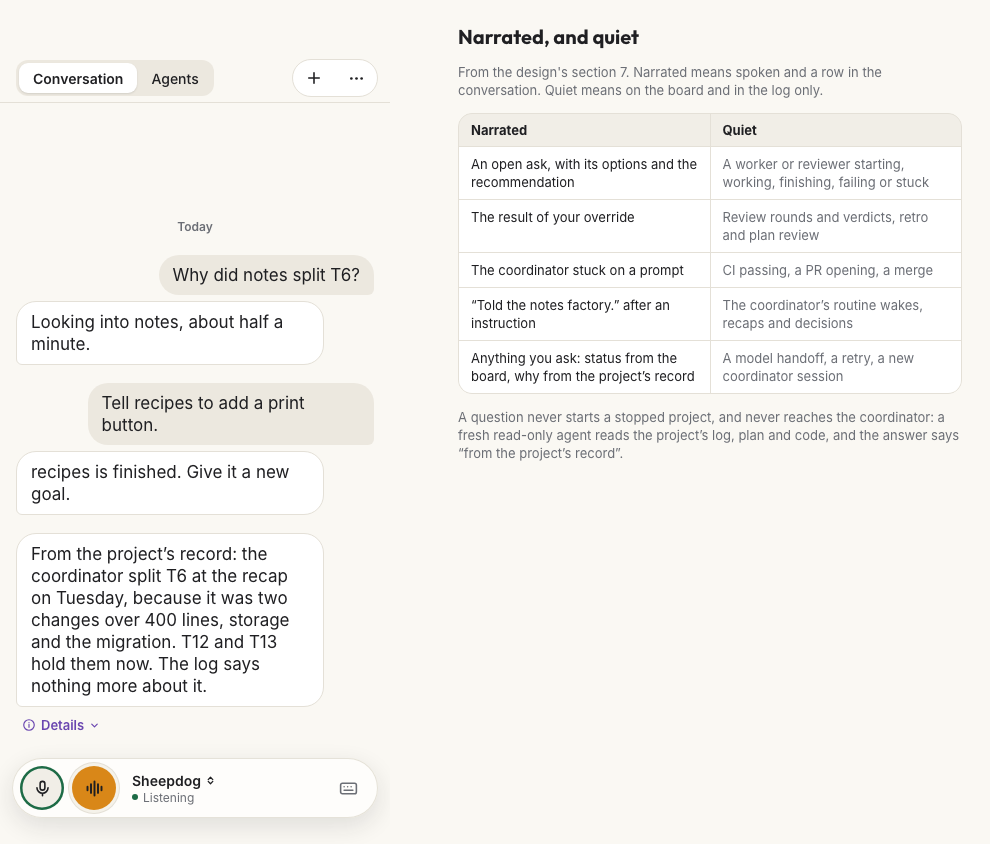 Conversation
Agents
Today
Why did notes split T6?
Looking into notes, about half a
minute.
Tell recipes to add a print
button.
recipes is finished. Give it a new
goal.
From the project’s record: the
coordinator split T6 at the recap
on Tuesday, because it was two
changes over 400 lines, storage
and the migration. T12 and T13
hold them now. The log says
nothing more about it.
Details
Sheepdog
Listening
Narrated, and quiet
From the design's section 7. Narrated means spoken and a row in the
conversation. Quiet means on the board and in the log only.
Narrated
Quiet
An open ask, with its options and the
recommendation
A worker or reviewer starting,
working, finishing, failing or stuck
The result of your override
Review rounds and verdicts, retro
and plan review
The coordinator stuck on a prompt
CI passing, a PR opening, a merge
“Told the notes factory.” after an
instruction
The coordinator’s routine wakes,
recaps and decisions
Anything you ask: status from the
board, why from the project’s record
A model handoff, a retry, a new
coordinator session
A question never starts a stopped project, and never reaches the coordinator: a
fresh read-only agent reads the project’s log, plan and code, and the answer says
“from the project’s record”.